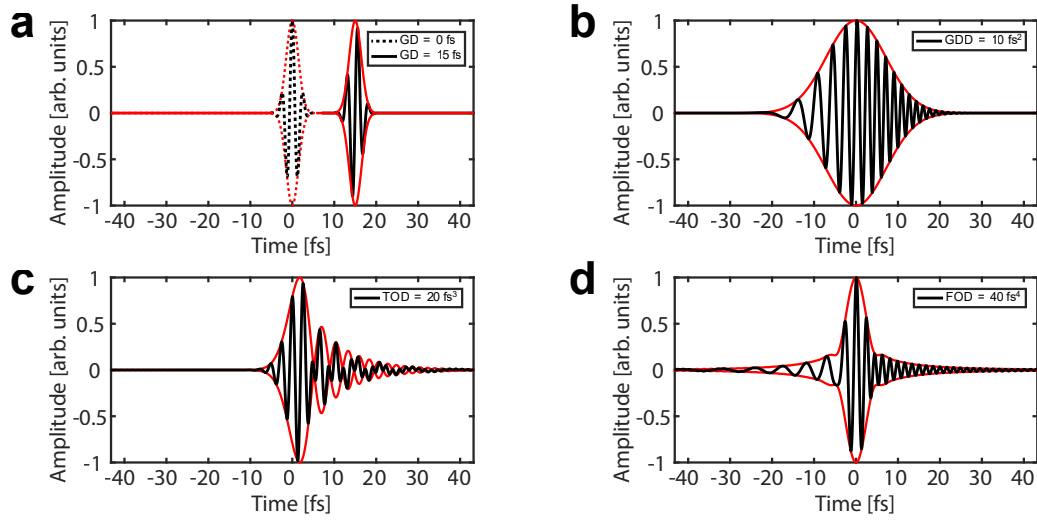 a
GD = 0 fs
GD = 15 fs
Amplitude [arb. units]
1
0.5
0
-0.5
-1
-40 -30 -20 -10 0 10 20 30 40
Time [fs]
b
GDD = 10 fs²
Amplitude [arb. units]
1
0.5
0
-0.5
-1
-40 -30 -20 -10 0 10 20 30 40
Time [fs]
c
TOD = 20 fs³
Amplitude [arb. units]
1
0.5
0
-0.5
-1
-40 -30 -20 -10 0 10 20 30 40
Time [fs]
d
FOD = 40 fs⁴
Amplitude [arb. units]
1
0.5
0
-0.5
-1
-40 -30 -20 -10 0 10 20 30 40
Time [fs]